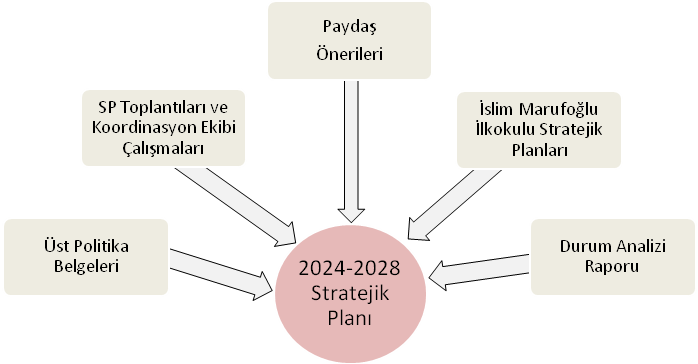 Paydaş
Önerileri
SP Toplantıları ve
Koordinasyon Ekibi
Çalışmaları
İslim Marufoğlu
İlkokulu Stratejik
Planları
Üst Politika
Belgeleri
Durum Analizi
Raporu
2024-2028
Stratejik
Planı